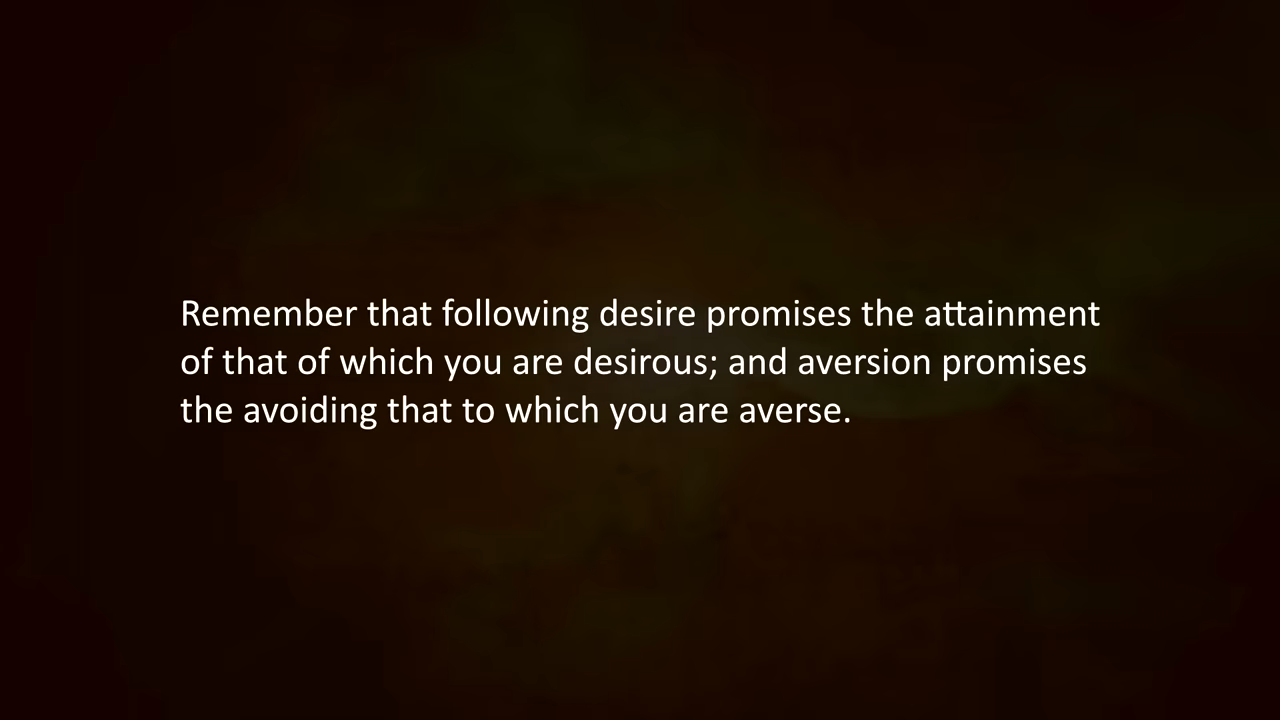 Remember that following desire promises the attainment
of that of which you are desirous; and aversion promises
the avoiding that to which you are averse.